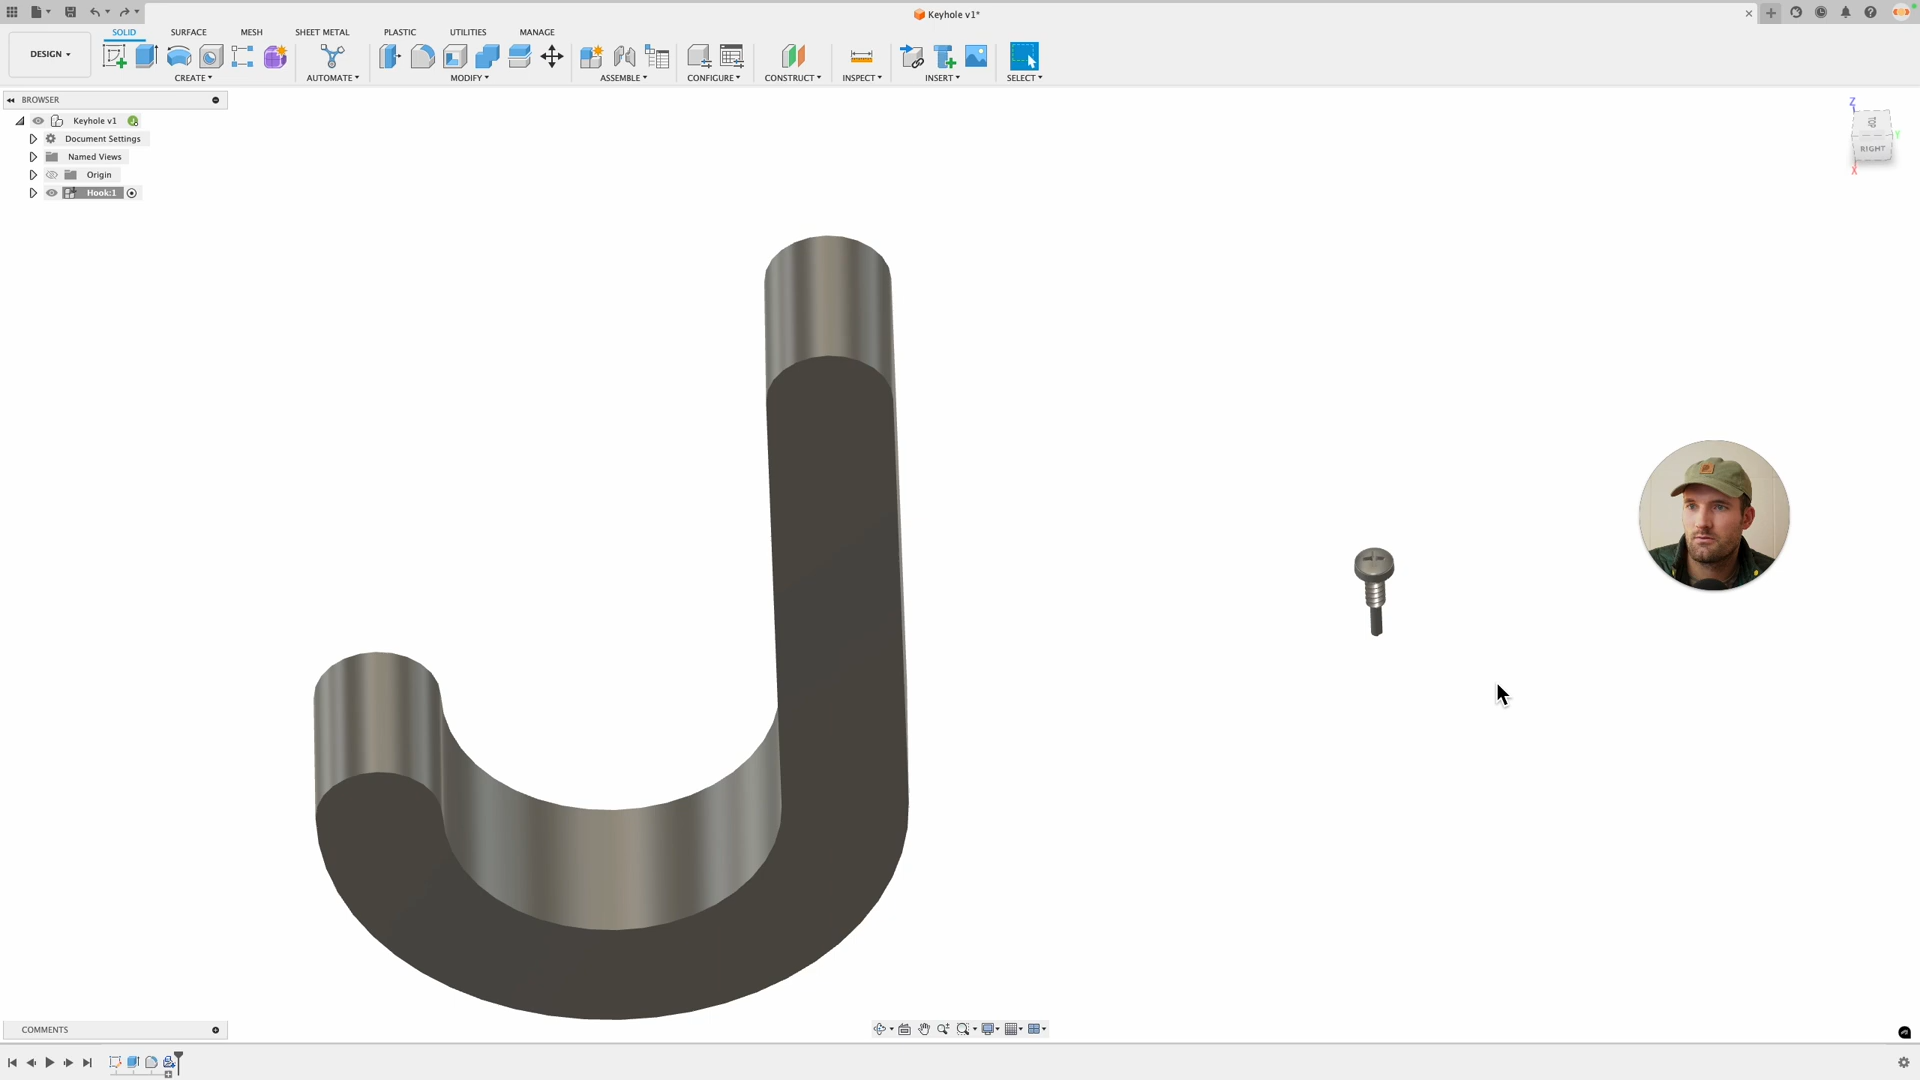 Keyhole v1*
DESIGN
SOLID
SURFACE
MESH
SHEET METAL
PLASTIC
UTILITIES
MANAGE
CREATE
AUTOMATE
MODIFY
ASSEMBLE
CONFIGURE
CONSTRUCT
INSPECT
INSERT
SELECT
BROWSER
Keyhole v1
Document Settings
Named Views
Origin
Hook:1
Z
TOP
Y
RIGHT
X
COMMENTS